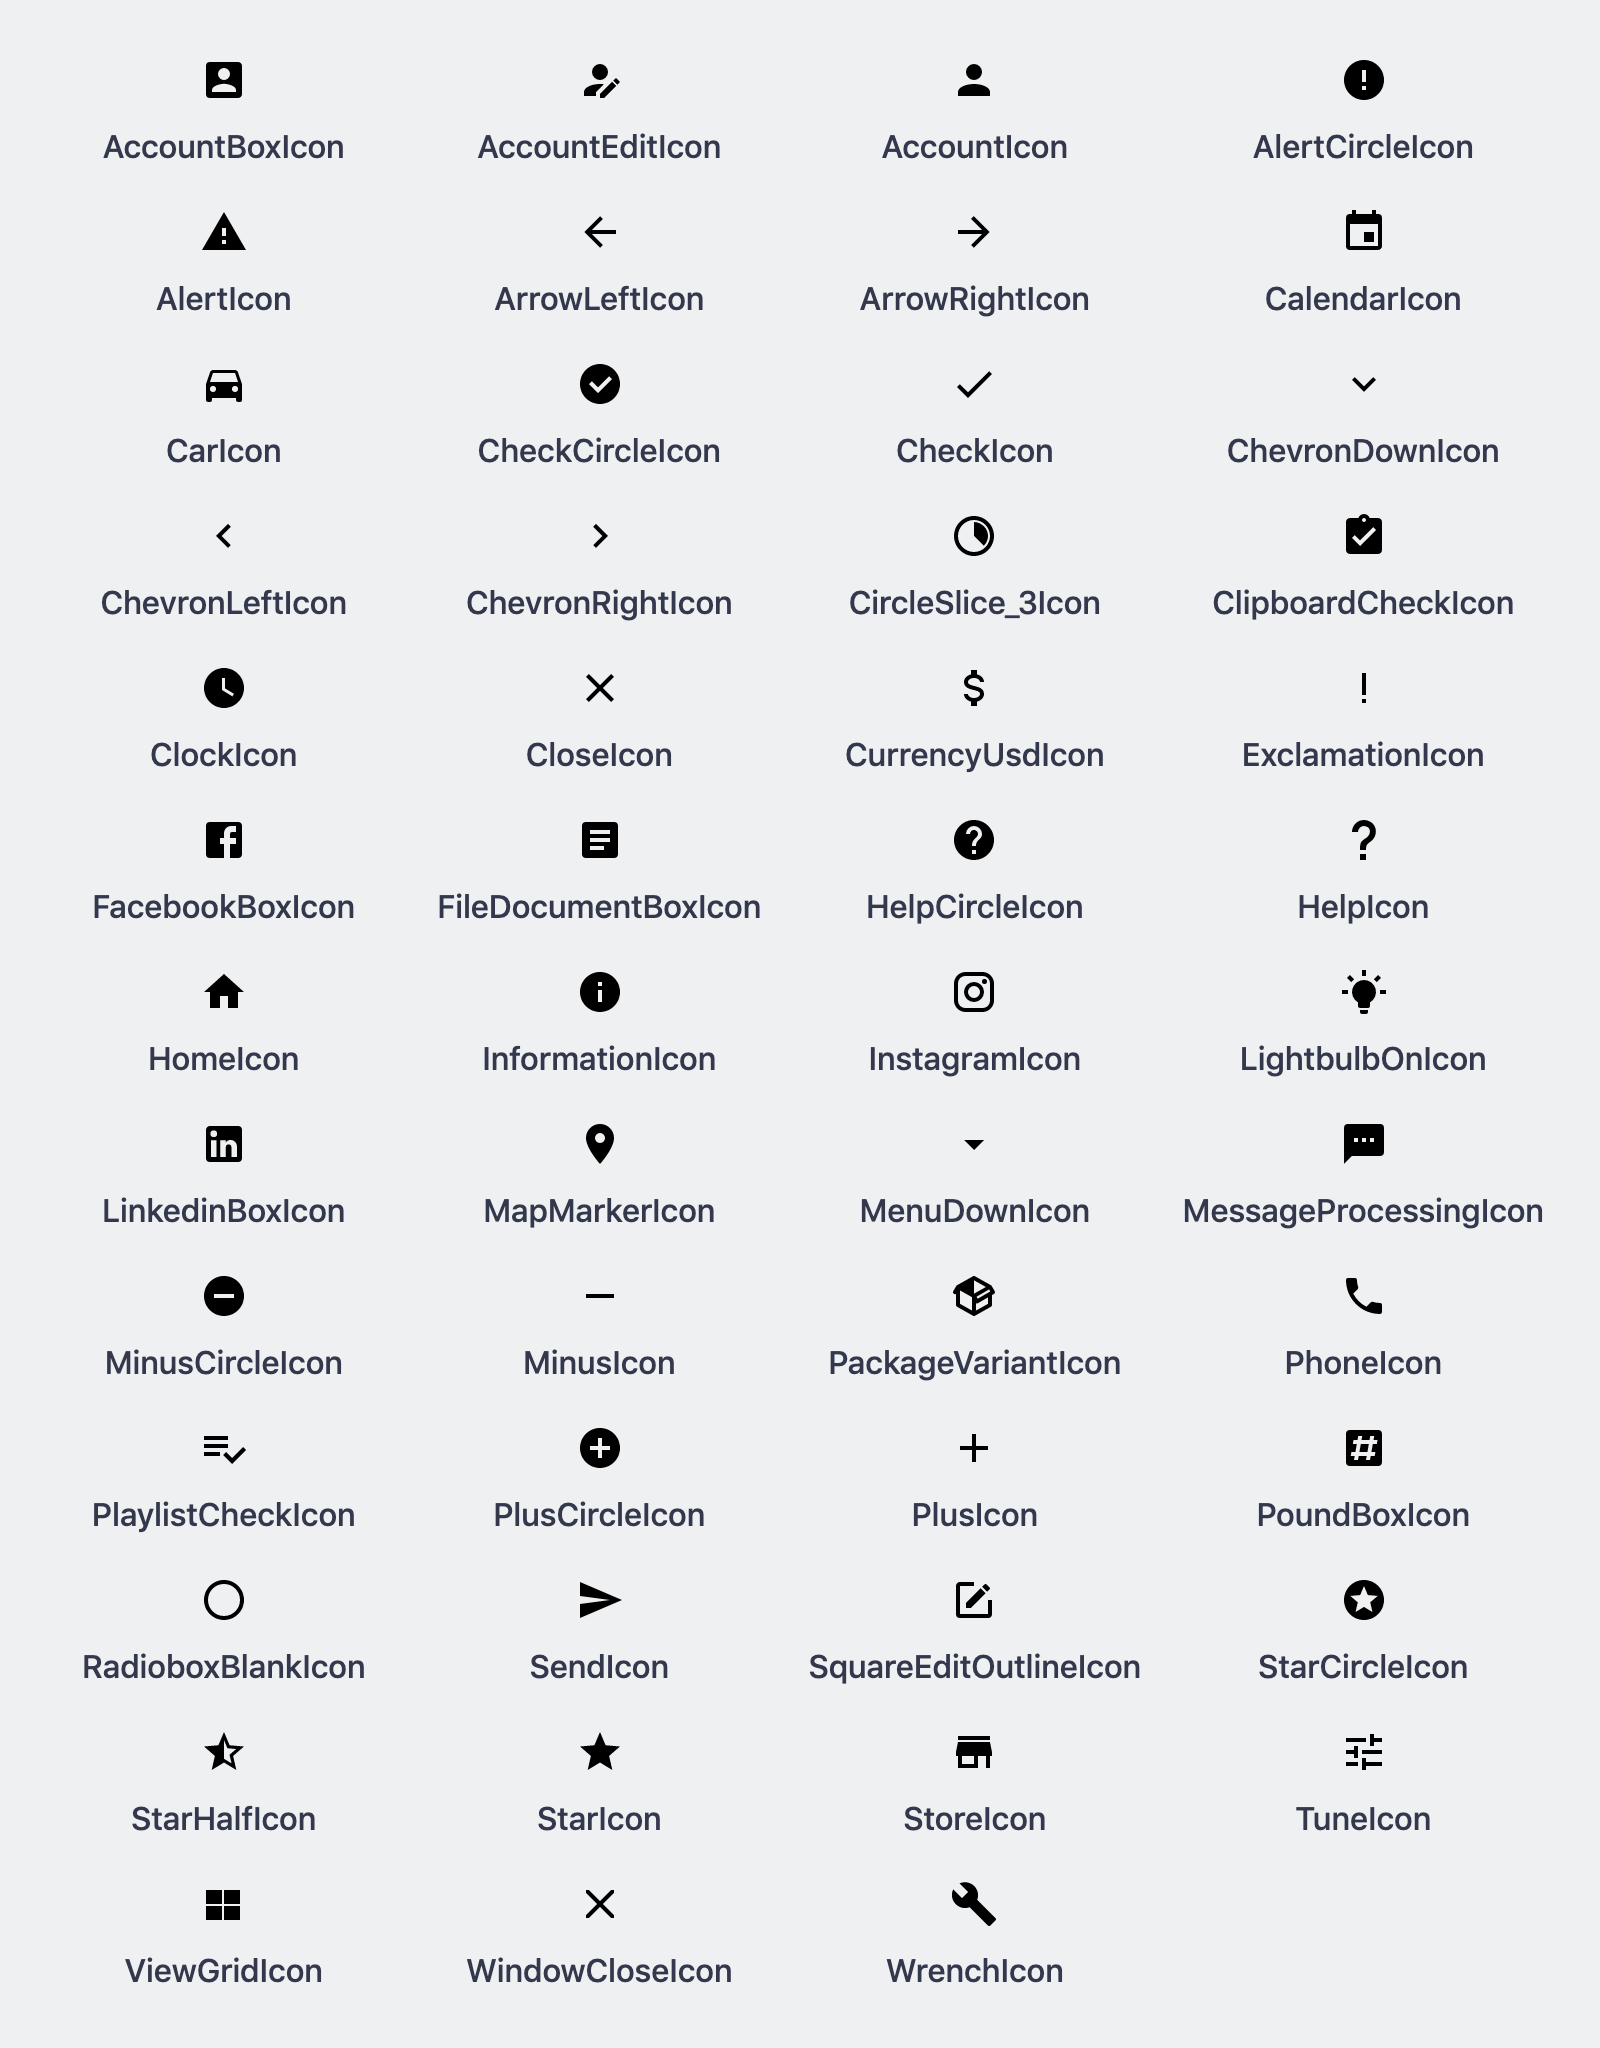 AccountBoxIcon AccountEditIcon AccountIcon AlertCircleIcon
AlertIcon ArrowLeftIcon ArrowRightIcon CalendarIcon
CarIcon CheckCircleIcon CheckIcon ChevronDownIcon
ChevronLeftIcon ChevronRightIcon CircleSlice_3Icon ClipboardCheckIcon
ClockIcon CloseIcon CurrencyUsdIcon ExclamationIcon
FacebookBoxIcon FileDocumentBoxIcon HelpCircleIcon HelpIcon
HomeIcon InformationIcon InstagramIcon LightbulbOnIcon
LinkedinBoxIcon MapMarkerIcon MenuDownIcon MessageProcessingIcon
MinusCircleIcon MinusIcon PackageVariantIcon PhoneIcon
PlaylistCheckIcon PlusCircleIcon PlusIcon PoundBoxIcon
RadioboxBlankIcon SendIcon SquareEditOutlineIcon StarCircleIcon
StarHalfIcon StarIcon StoreIcon TuneIcon
ViewGridIcon WindowCloseIcon WrenchIcon